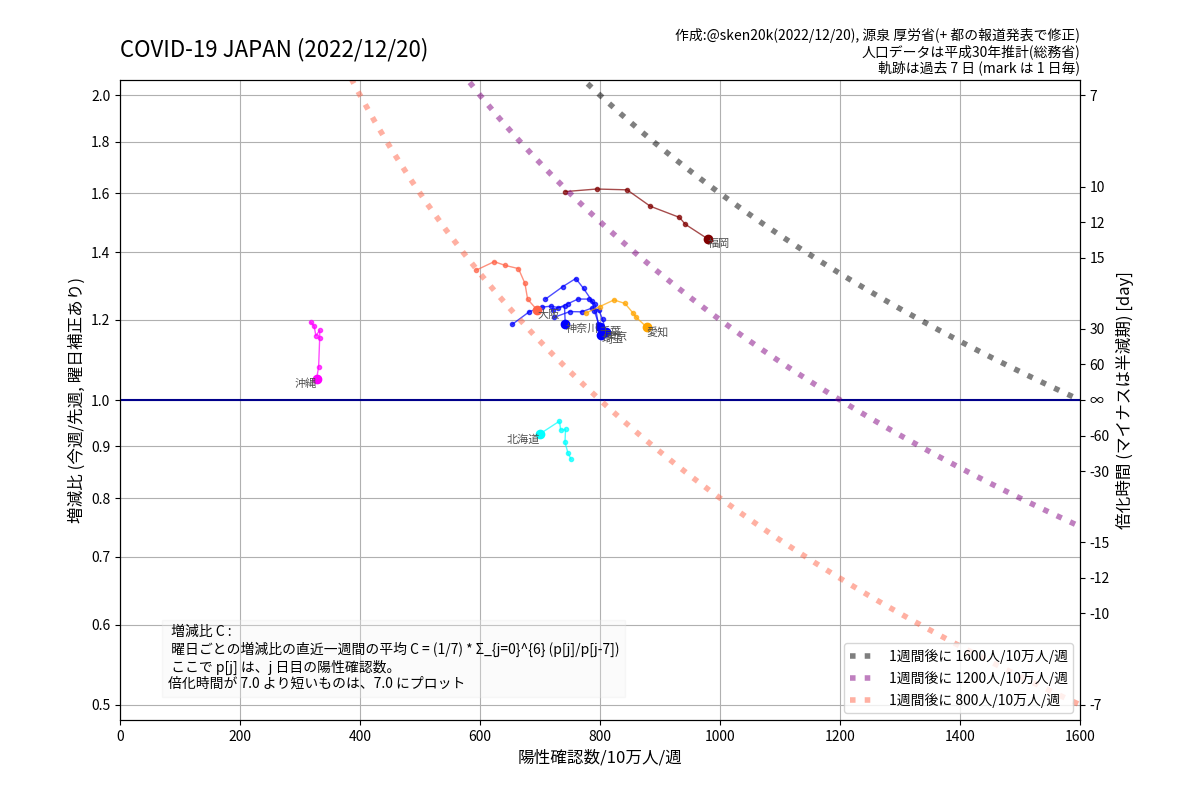 COVID-19 JAPAN (2022/12/20)
作成:@sken20k(2022/12/20), 源泉 厚労省(+ 都の報道発表で修正)
人口データは平成30年推計(総務省)
軌跡は過去 7 日 (mark は 1 日毎)
増減比 (今週/先週, 曜日補正あり)
2.0
1.8
1.6
1.4
1.2
1.0
0.9
0.8
0.7
0.6
0.5
福岡
大阪
神奈川
愛知
沖縄
北海道
埼玉
7
10
12
15
30
60
∞
-60
-30
-15
-12
-10
-7
倍化時間 (マイナスは半減期) [day]
増減比 C :
曜日ごとの増減比の直近一週間の平均 C = (1/7) * Σ_{j=0}^{6} (p[j]/p[j-7])
ここで p[j] は、j 日目の陽性確認数。
倍化時間が 7.0 より短いものは、7.0 にプロット
1週間後に 1600人/10万人/週
1週間後に 1200人/10万人/週
1週間後に 800人/10万人/週
0
200
400
600
800
1000
1200
1400
1600
陽性確認数/10万人/週